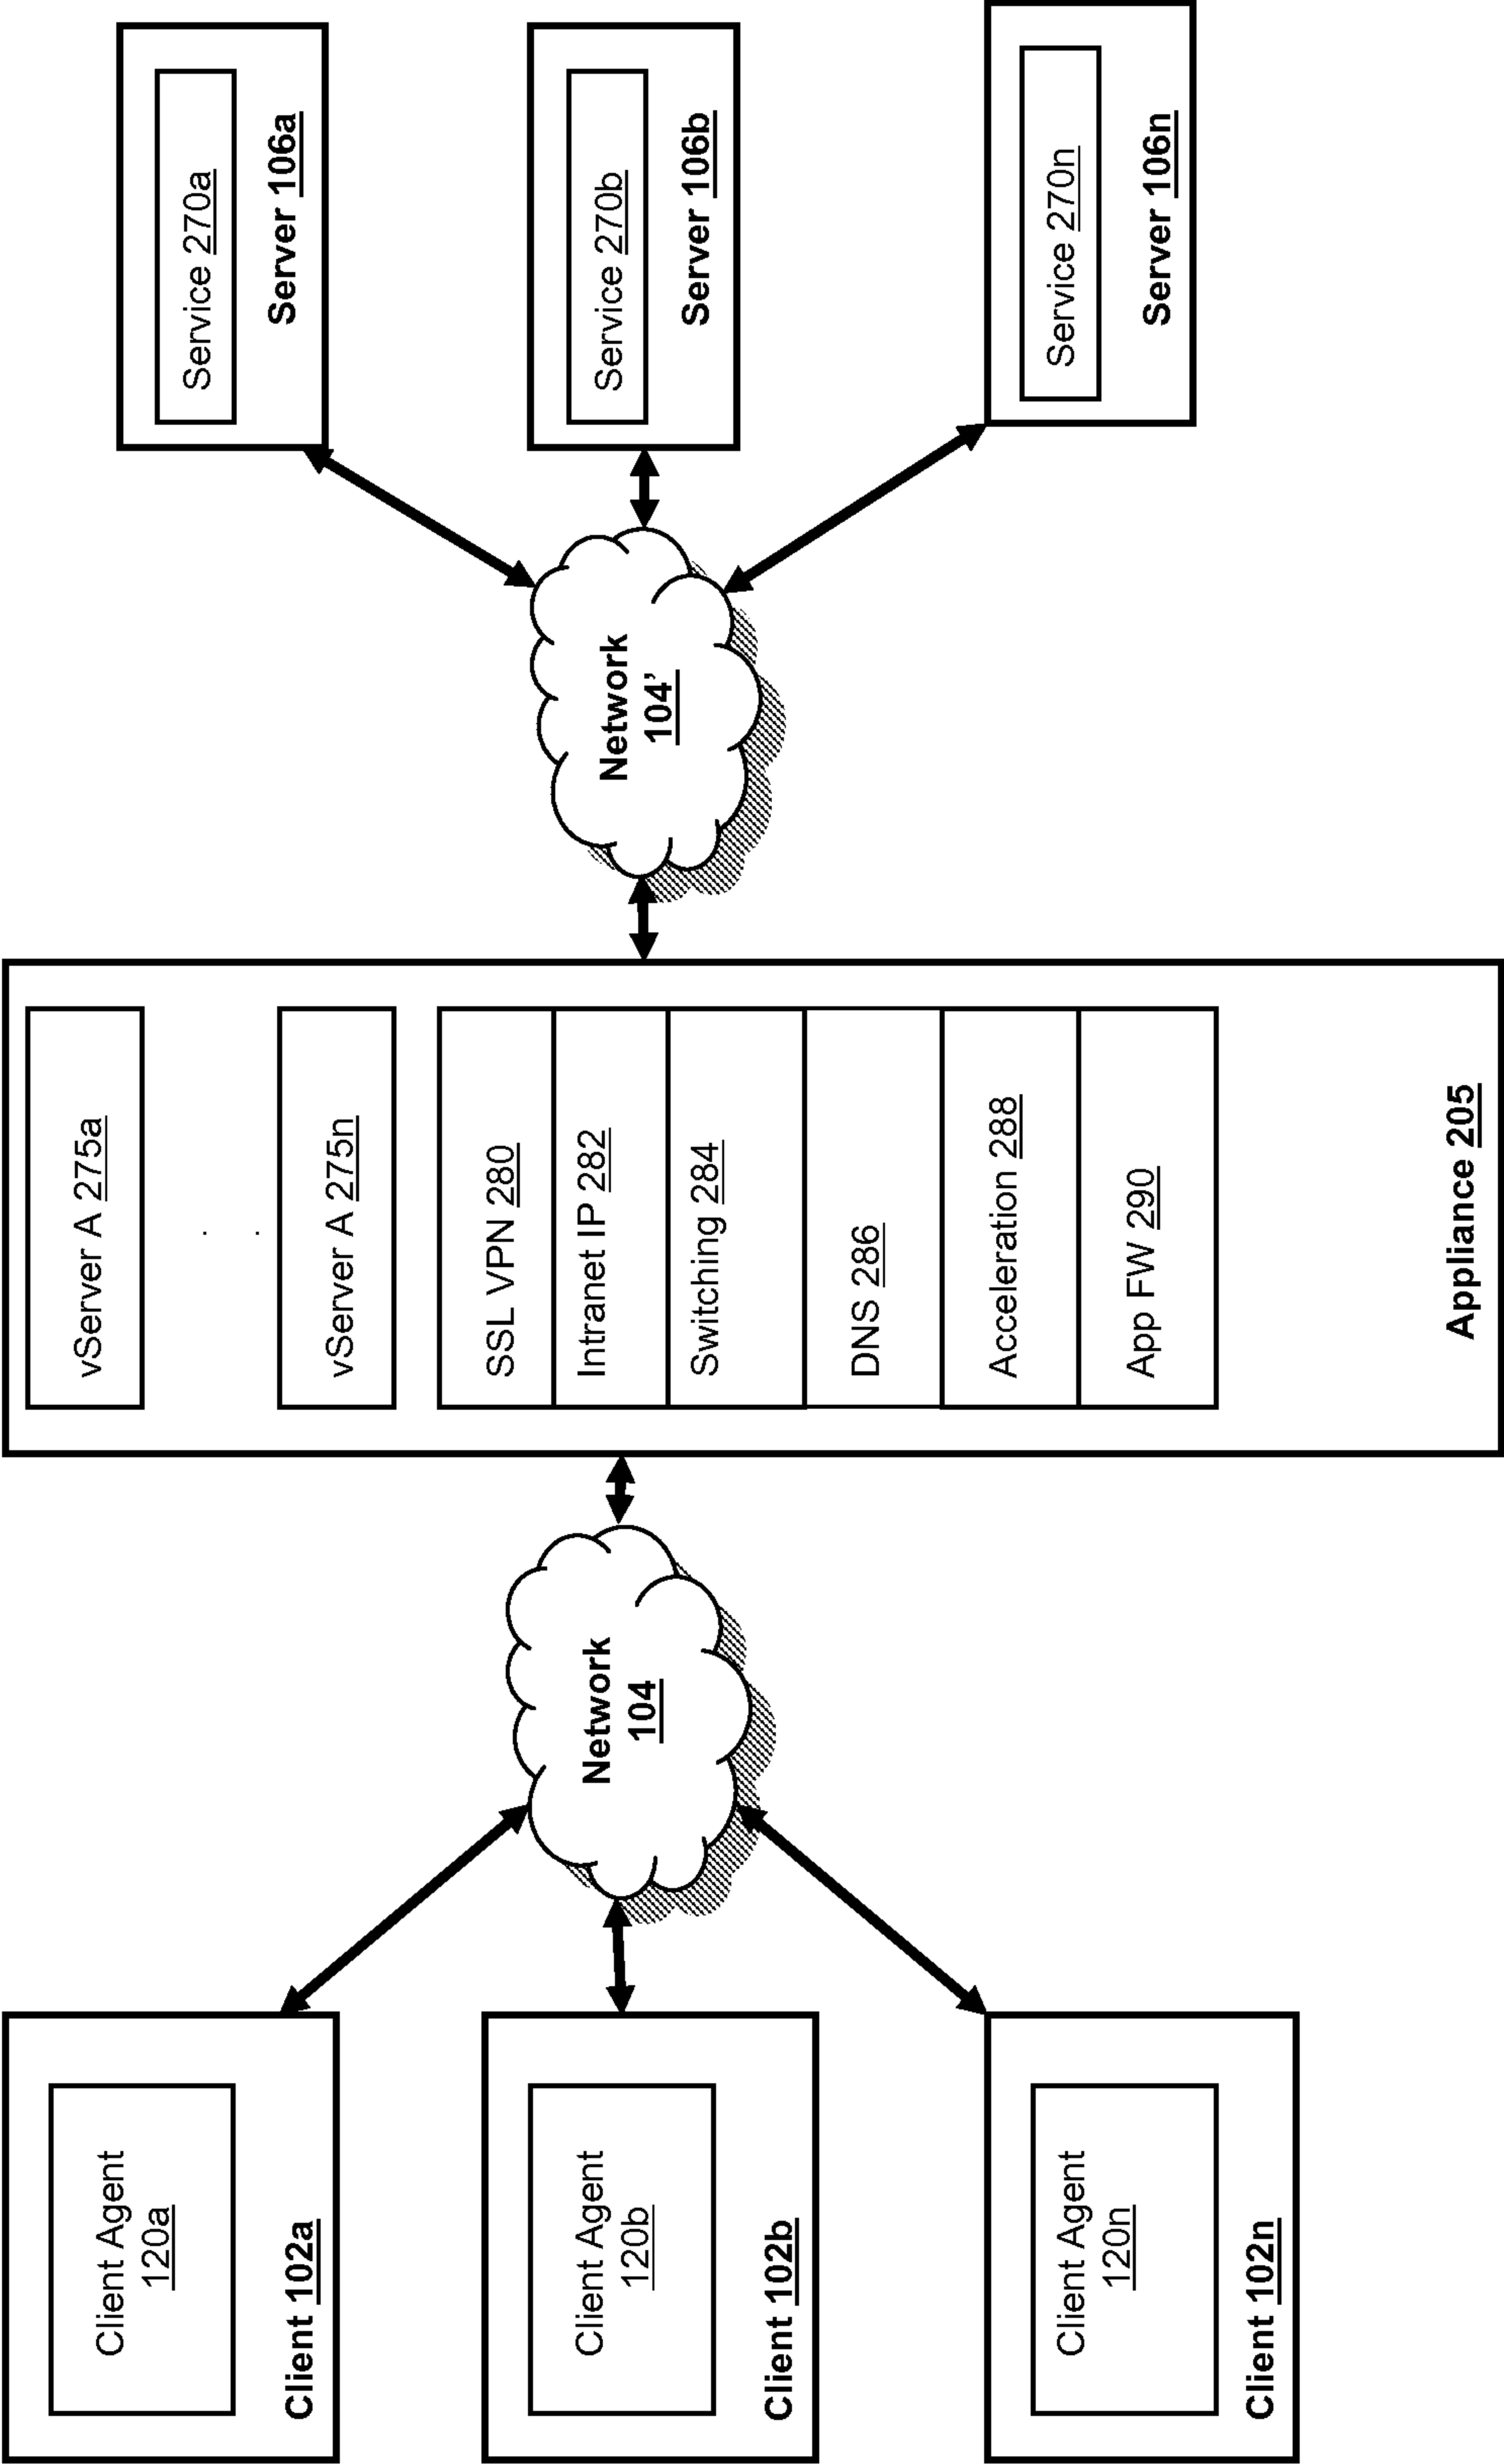 Client Agent
120a
Client 102a
Client Agent
120b
Client 102b
Client Agent
120n
Client 102n
Network
104
vServer A 275a
. .
vServer A 275n
SSL VPN 280
Intranet IP 282
Switching 284
DNS 286
Acceleration 288
App FW 290
Appliance 205
Network
104’
Service 270a
Server 106a
Service 270b
Server 106b
Service 270n
Server 106n